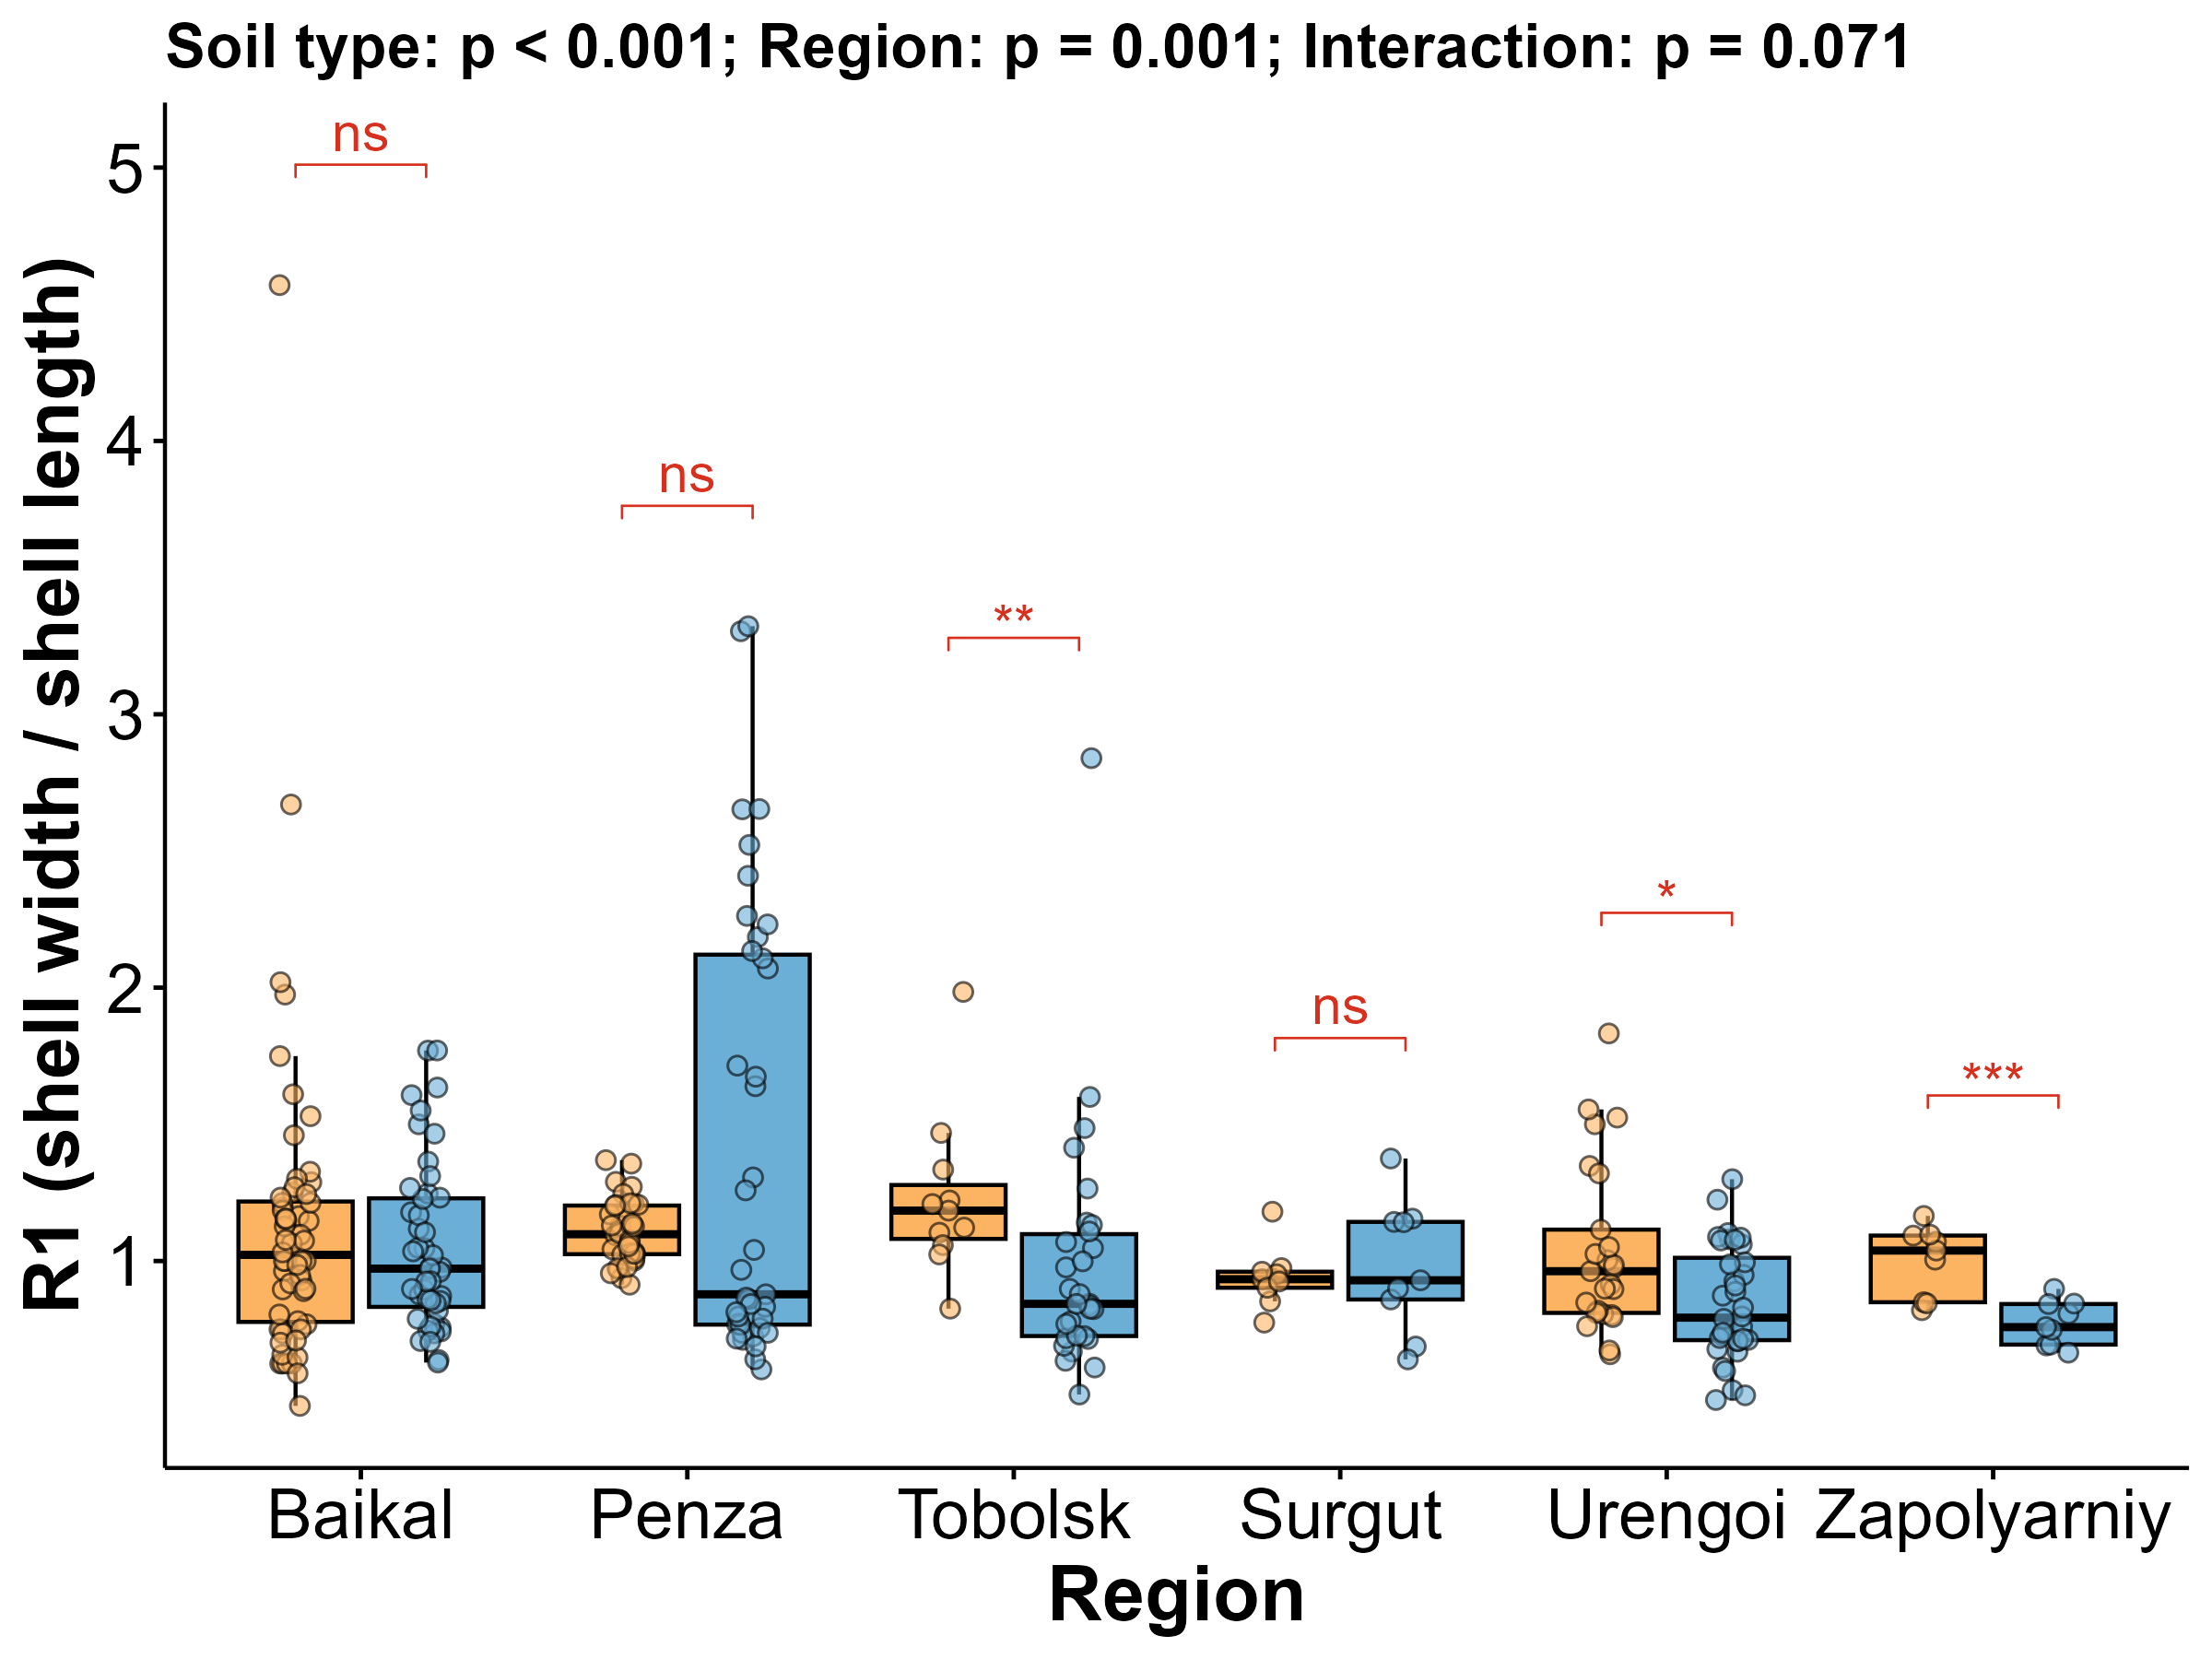 Soil type: p < 0.001; Region: p = 0.001; Interaction: p = 0.071
R1 (shell width / shell length)
5
4
3
2
1
ns
ns
**
ns
*
***
Baikal
Penza
Tobolsk
Surgut
Urengoi
Zapolyarniy
Region